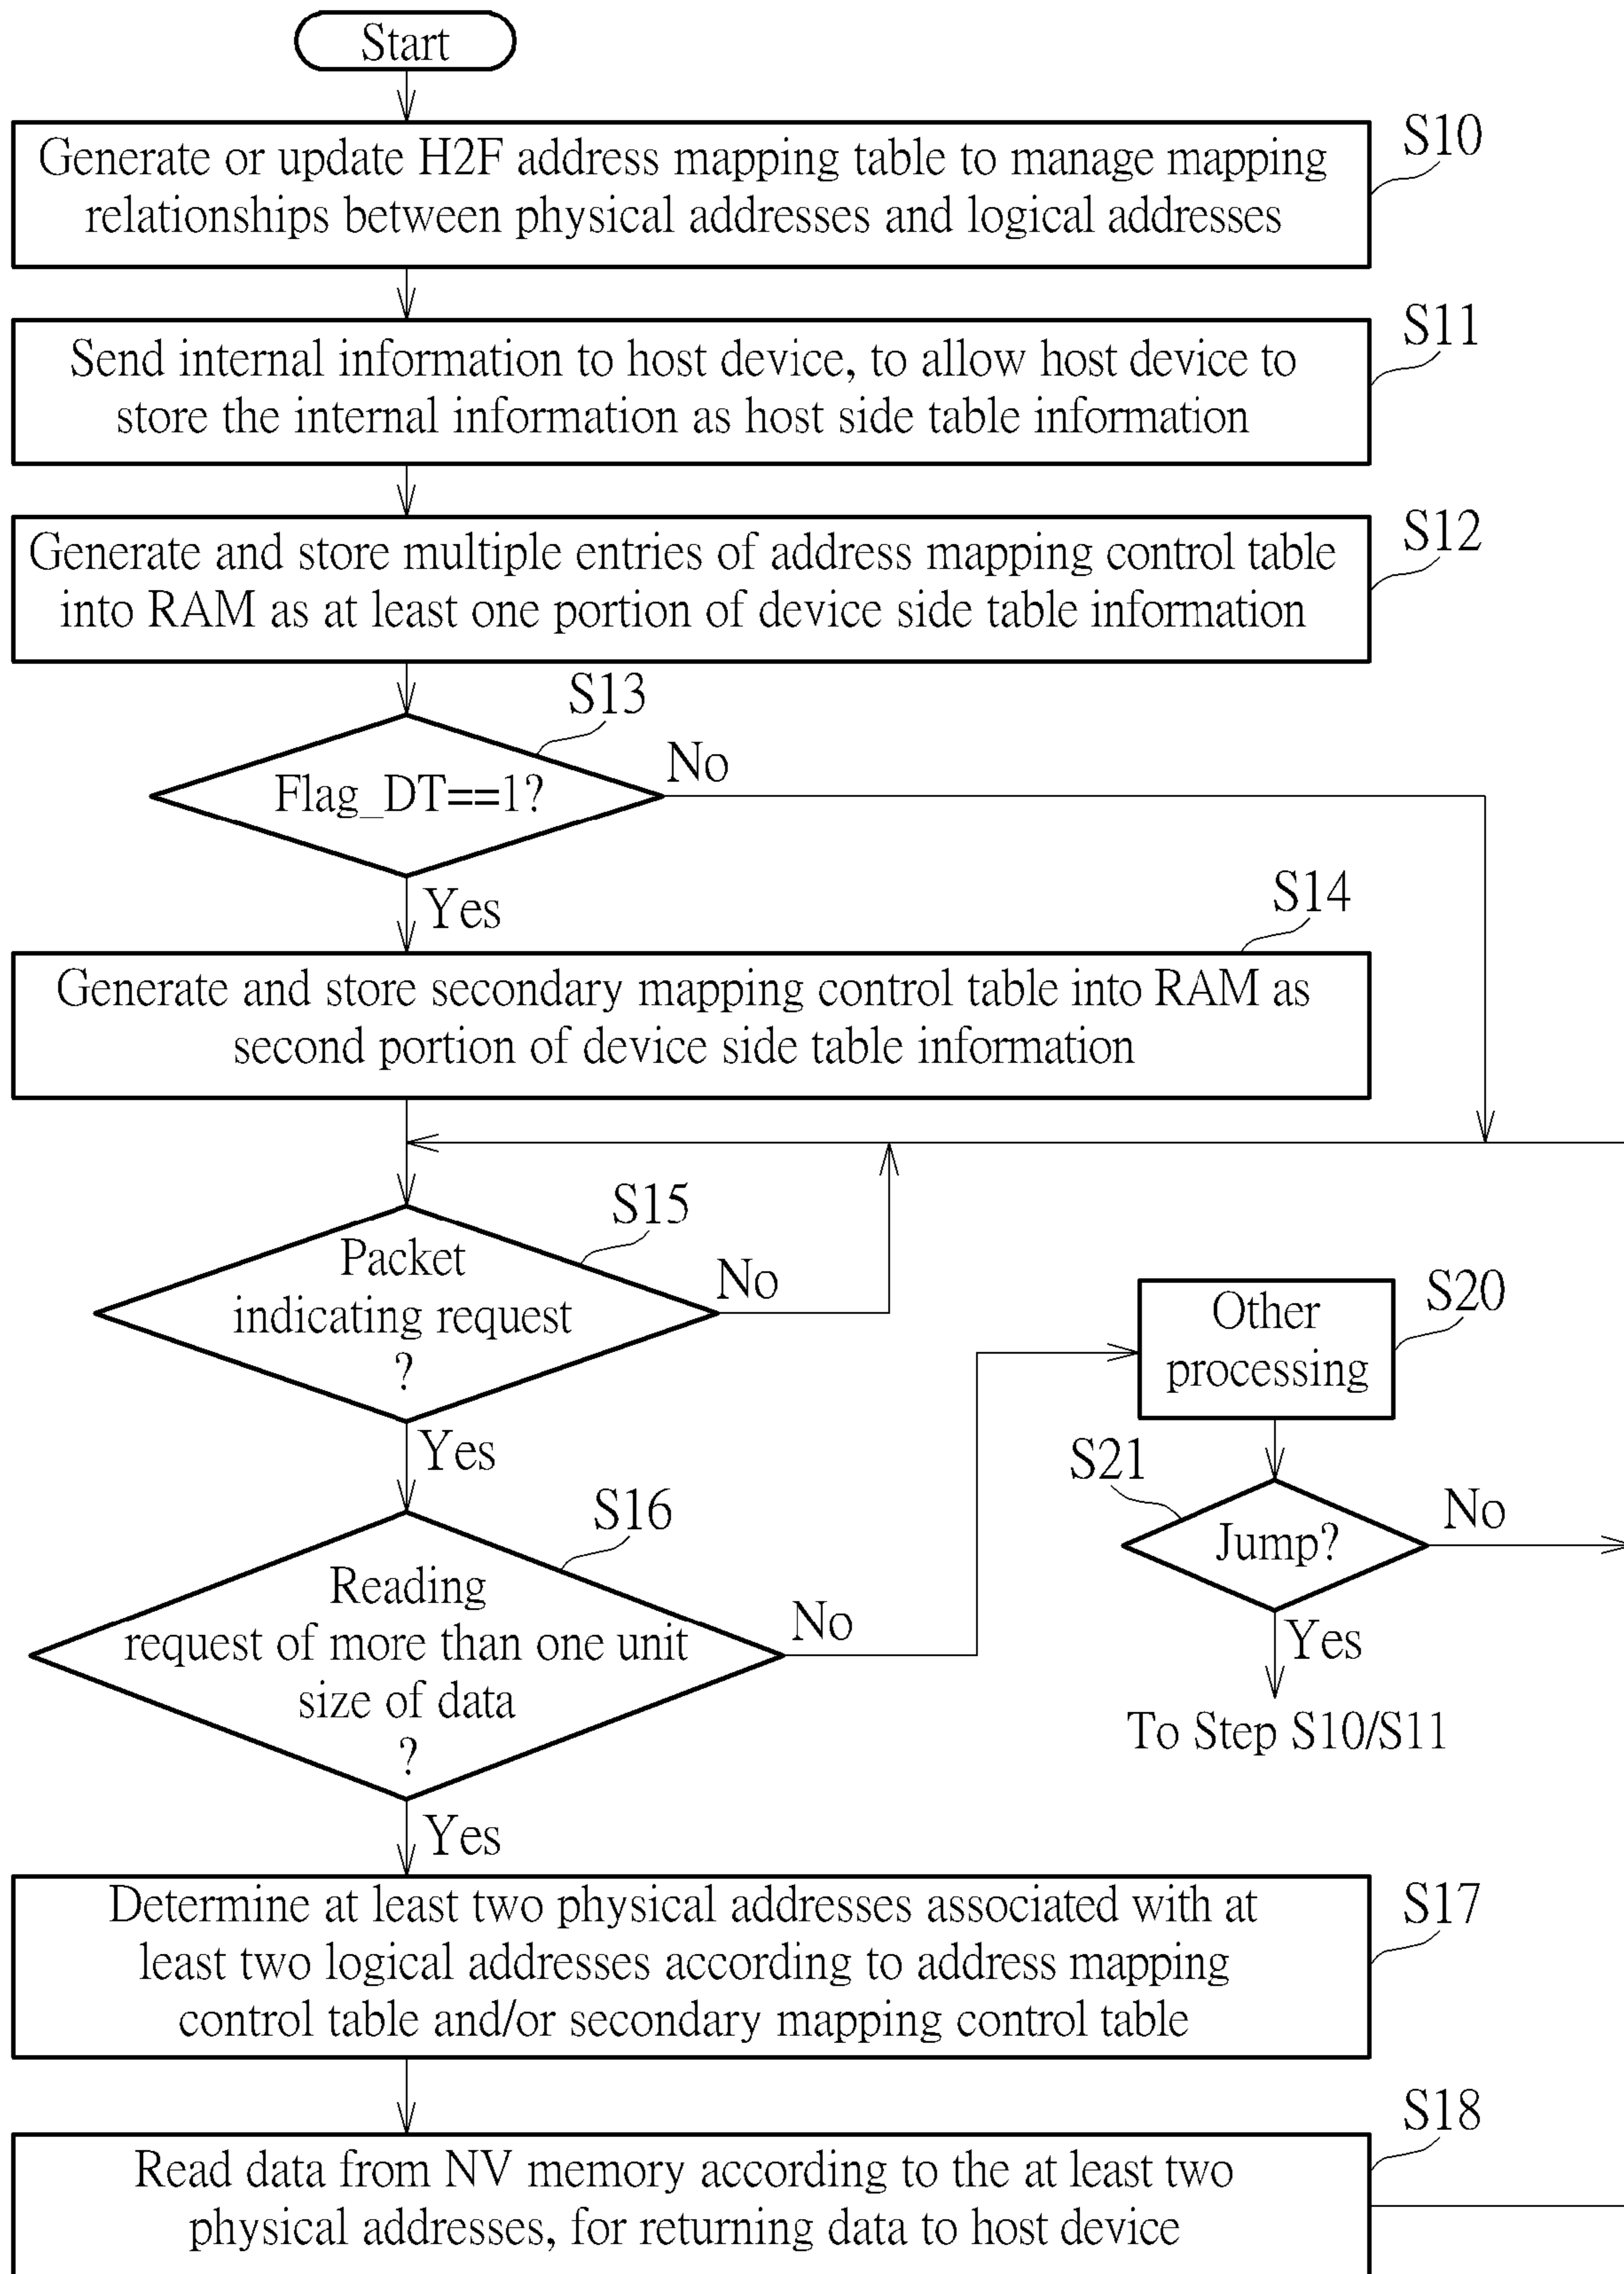 Start
S10
Generate or update H2F address mapping table to manage mapping
relationships between physical addresses and logical addresses
S11
Send internal information to host device, to allow host device to
store the internal information as host side table information
S12
Generate and store multiple entries of address mapping control table
into RAM as at least one portion of device side table information
S13
No
Flag_DT==1?
Yes
S14
Generate and store secondary mapping control table into RAM as
second portion of device side table information
S15
Packet
indicating request
?
No
Yes
S20
Other
processing
S21
Jump?
No
Yes
To Step S10/S11
S16
Reading
request of more than one unit
size of data
?
No
Yes
S17
Determine at least two physical addresses associated with at
least two logical addresses according to address mapping
control table and/or secondary mapping control table
S18
Read data from NV memory according to the at least two
physical addresses, for returning data to host device